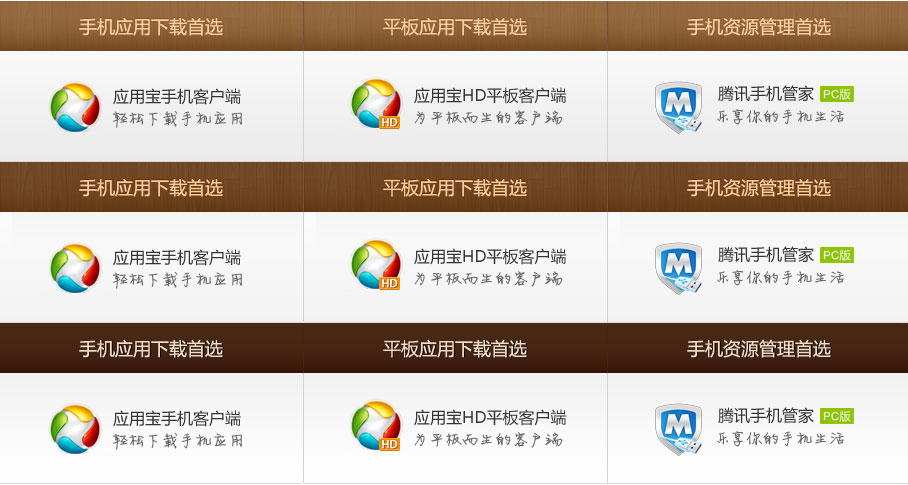 手机应用下载首选
平板应用下载首选
手机资源管理首选
应用宝手机客户端
轻松下载手机应用
HD
应用宝HD平板客户端
为平板而生的客户端
M
腾讯手机管家 PC版
乐享你的手机生活
手机应用下载首选
平板应用下载首选
手机资源管理首选
应用宝手机客户端
轻松下载手机应用
HD
应用宝HD平板客户端
为平板而生的客户端
M
腾讯手机管家 PC版
乐享你的手机生活
手机应用下载首选
平板应用下载首选
手机资源管理首选
应用宝手机客户端
轻松下载手机应用
HD
应用宝HD平板客户端
为平板而生的客户端
M
腾讯手机管家 PC版
乐享你的手机生活